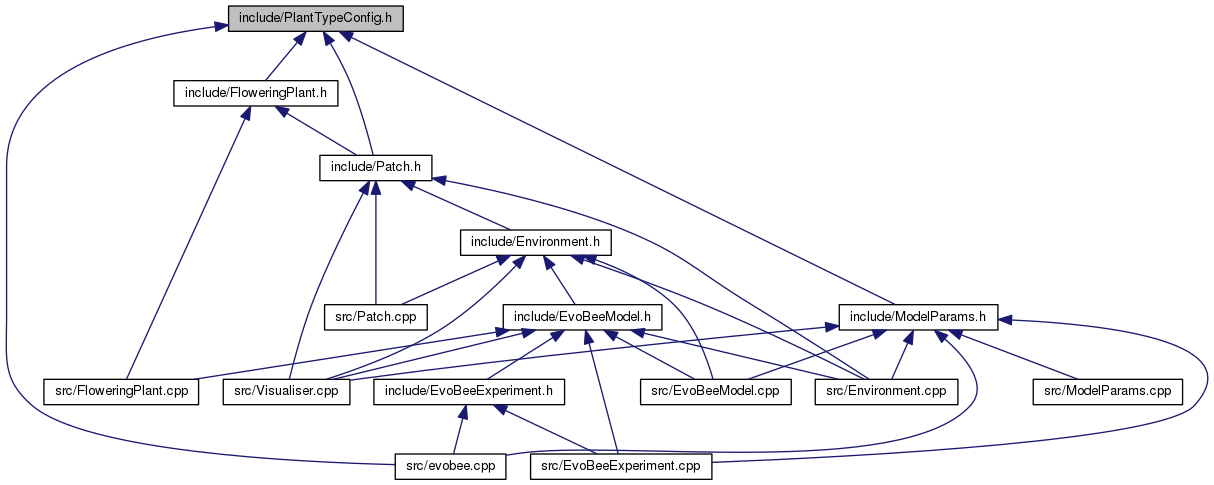 include/PlantTypeConfig.h
include/FloweringPlant.h
include/Patch.h
include/Environment.h
src/Patch.cpp
include/EvoBeeModel.h
include/ModelParams.h
src/FloweringPlant.cpp
src/Visualiser.cpp
include/EvoBeeExperiment.h
src/EvoBeeModel.cpp
src/Environment.cpp
src/ModelParams.cpp
src/evobee.cpp
src/EvoBeeExperiment.cpp